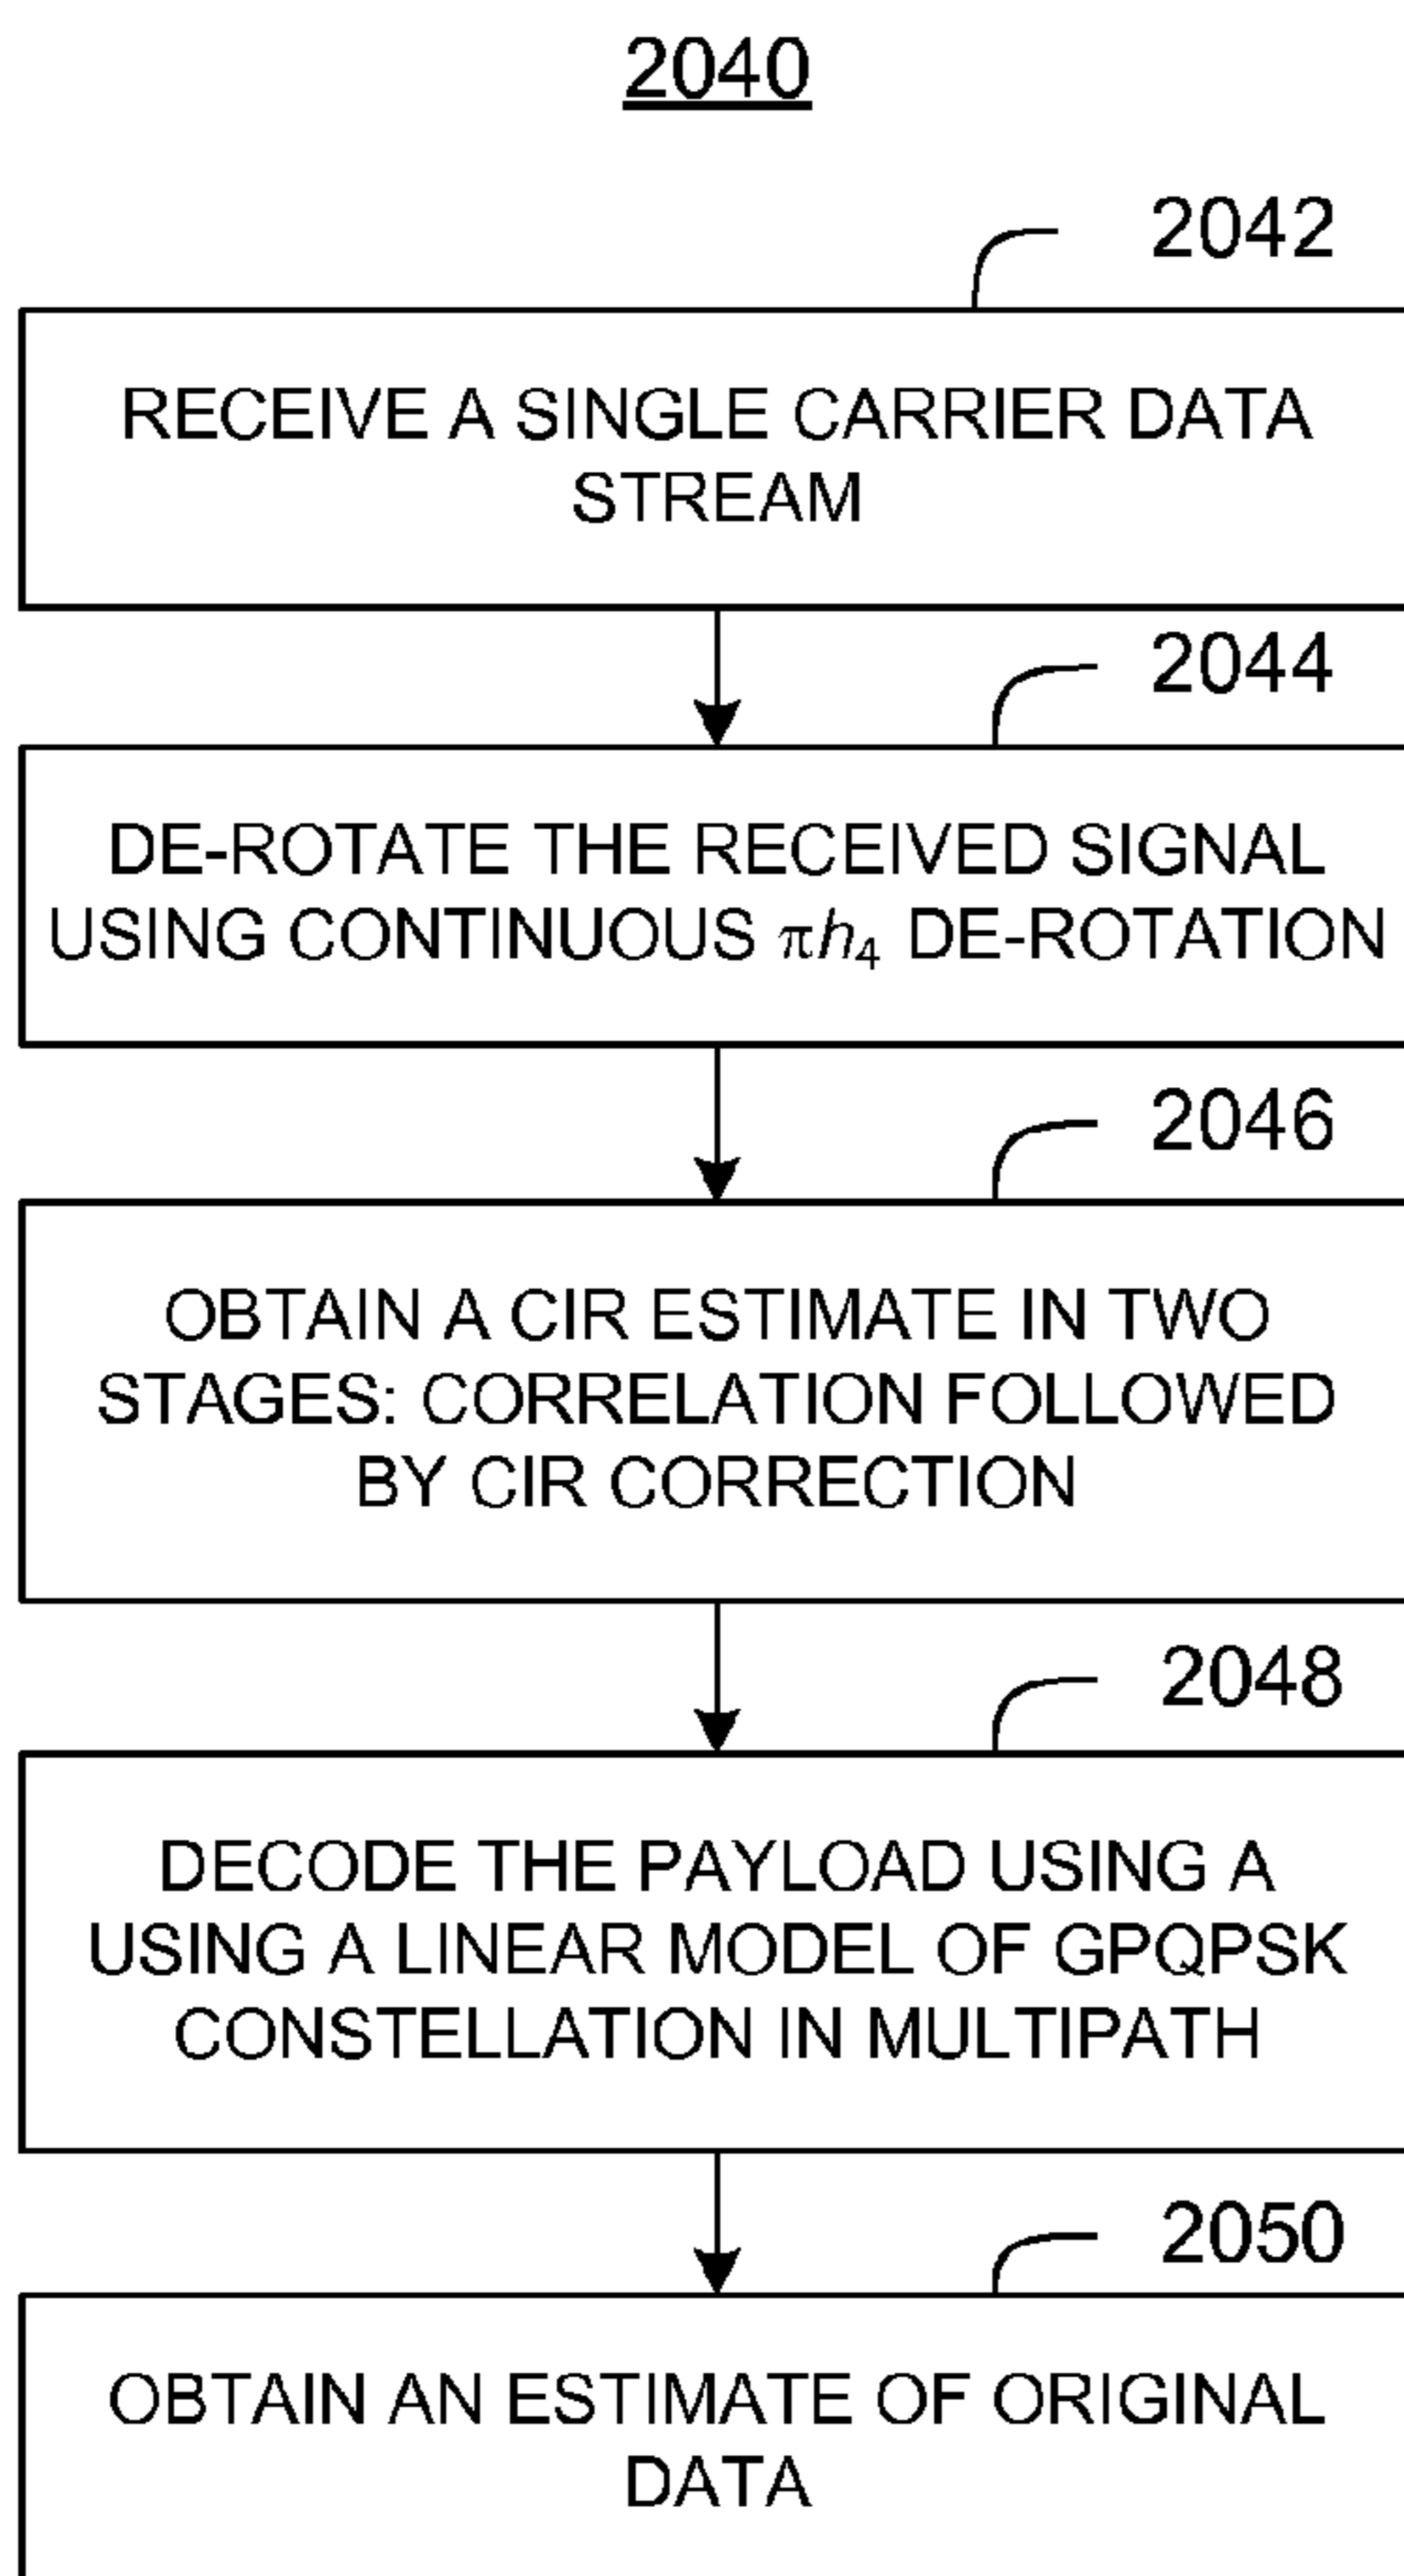 2040
2042
RECEIVE A SINGLE CARRIER DATA
STREAM
2044
DE-ROTATE THE RECEIVED SIGNAL
USING CONTINUOUS πh₄ DE-ROTATION
2046
OBTAIN A CIR ESTIMATE IN TWO
STAGES: CORRELATION FOLLOWED
BY CIR CORRECTION
2048
DECODE THE PAYLOAD USING A
USING A LINEAR MODEL OF GPQPSK
CONSTELLATION IN MULTIPATH
2050
OBTAIN AN ESTIMATE OF ORIGINAL
DATA